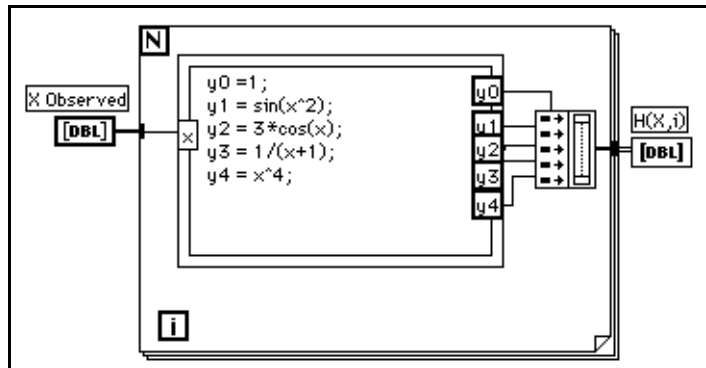 N
X Observed
[DBL]
x
y0 =1;
y1 = sin(x^2);
y2 = 3*cos(x);
y3 = 1/(x+1);
y4 = x^4;
y0
y1
y2
y3
y4
H(X,i)
[DBL]
i